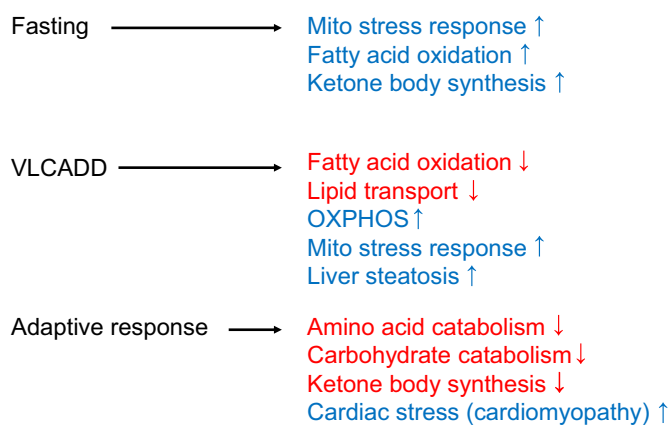 Fasting Mito stress response ↑
Fatty acid oxidation ↑
Ketone body synthesis ↑
VLCADD Fatty acid oxidation ↓
Lipid transport ↓
OXPHOS ↑
Mito stress response ↑
Liver steatosis ↑
Adaptive response Amino acid catabolism ↓
Carbohydrate catabolism ↓
Ketone body synthesis ↓
Cardiac stress (cardiomyopathy) ↑